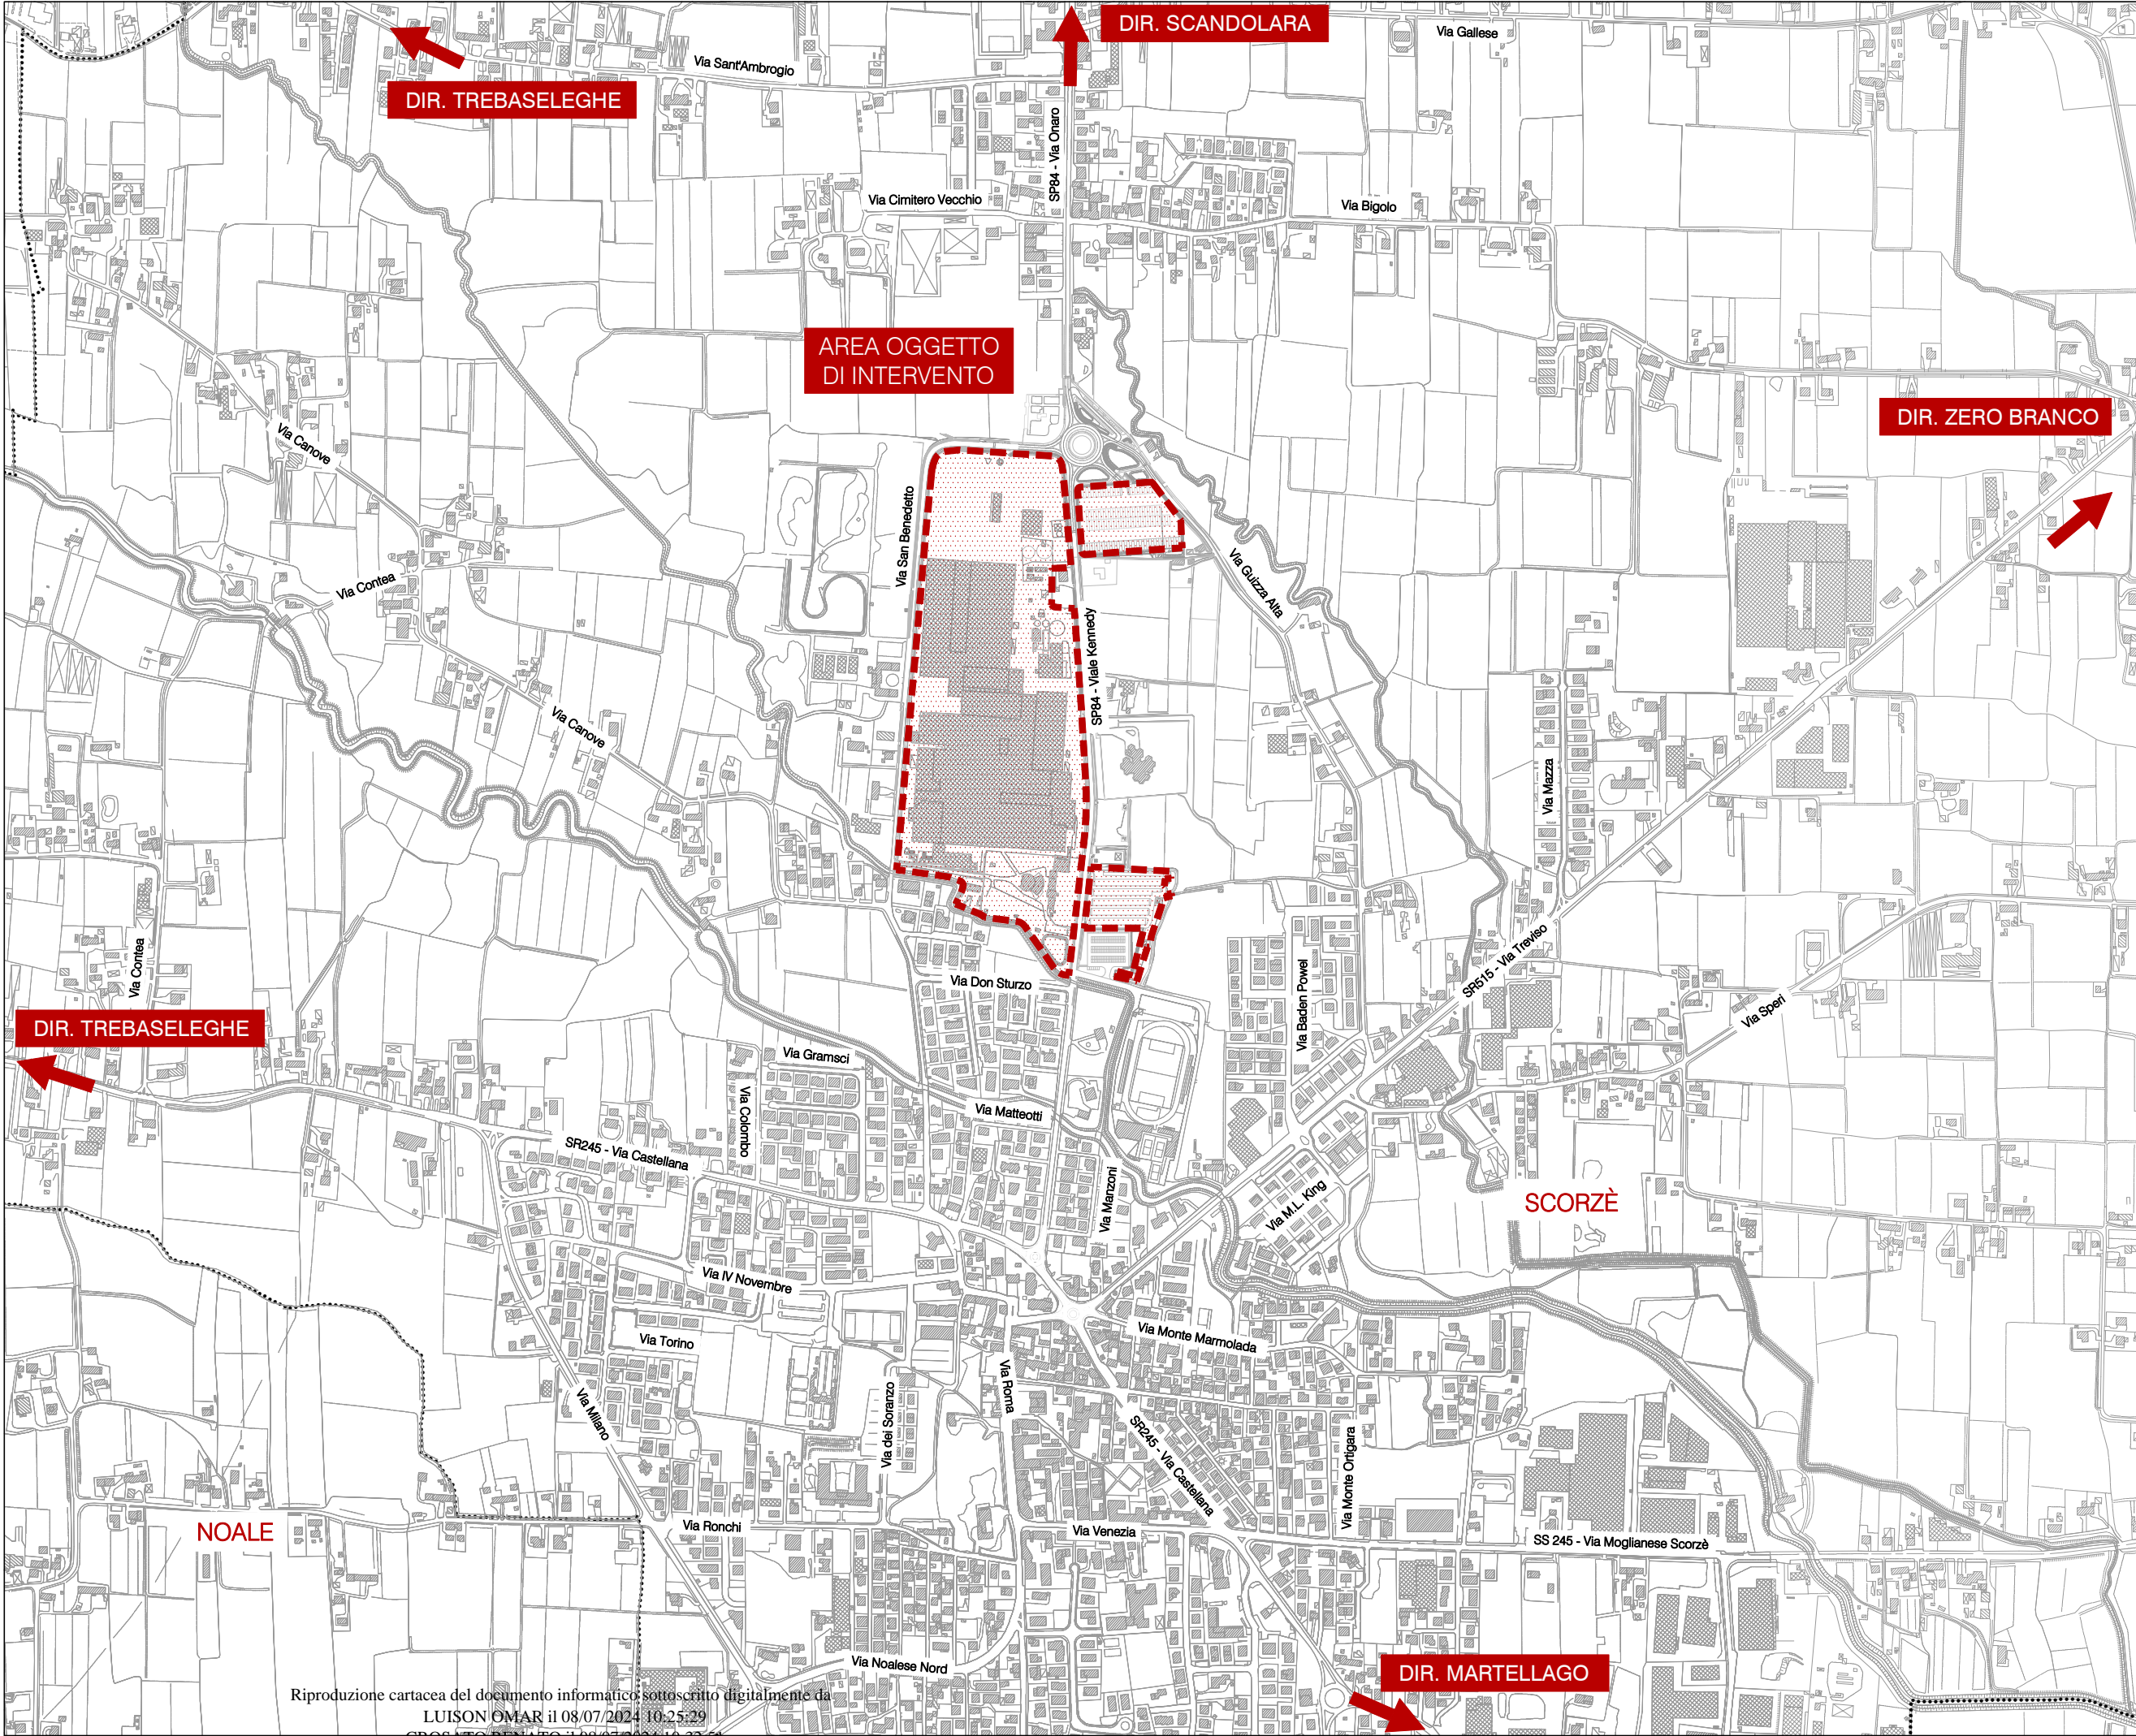 DIR. SCANDOLARA
Via Gallese
Via Sant'Ambrogio
DIR. TREBASELEGHE
SP84 - Via Onaro
Via Cimitero Vecchio
Via Bigolo
AREA OGGETTO
DI INTERVENTO
DIR. ZERO BRANCO
Via Canove
Via San Benedetto
Via Contea
Via Guizza Alta
SP84 - Viale Kennedy
Via Canove
Via Mazza
Via Contea
SR515 - Via Treviso
Via Baden Powel
Via Don Sturzo
Via Speri
DIR. TREBASELEGHE
Via Gramsci
Via Colombo
Via Matteotti
SR245 - Via Castellana
Via Manzoni
Via M.L. King
SCORZÈ
Via IV Novembre
Via Torino
Via Monte Marmolada
Via Roma
Via Milano
Via dei Soranzo
SR245 - Via Castellana
Via Monte Ortigara
NOALE
Via Ronchi
Via Venezia
SS 245 - Via Moglianese Scorzè
Via Noalese Nord
DIR. MARTELLAGO
Riproduzione cartacea del documento informatico sottoscritto digitalmente da
LUISON OMAR il 08/07/2024 10:25:29